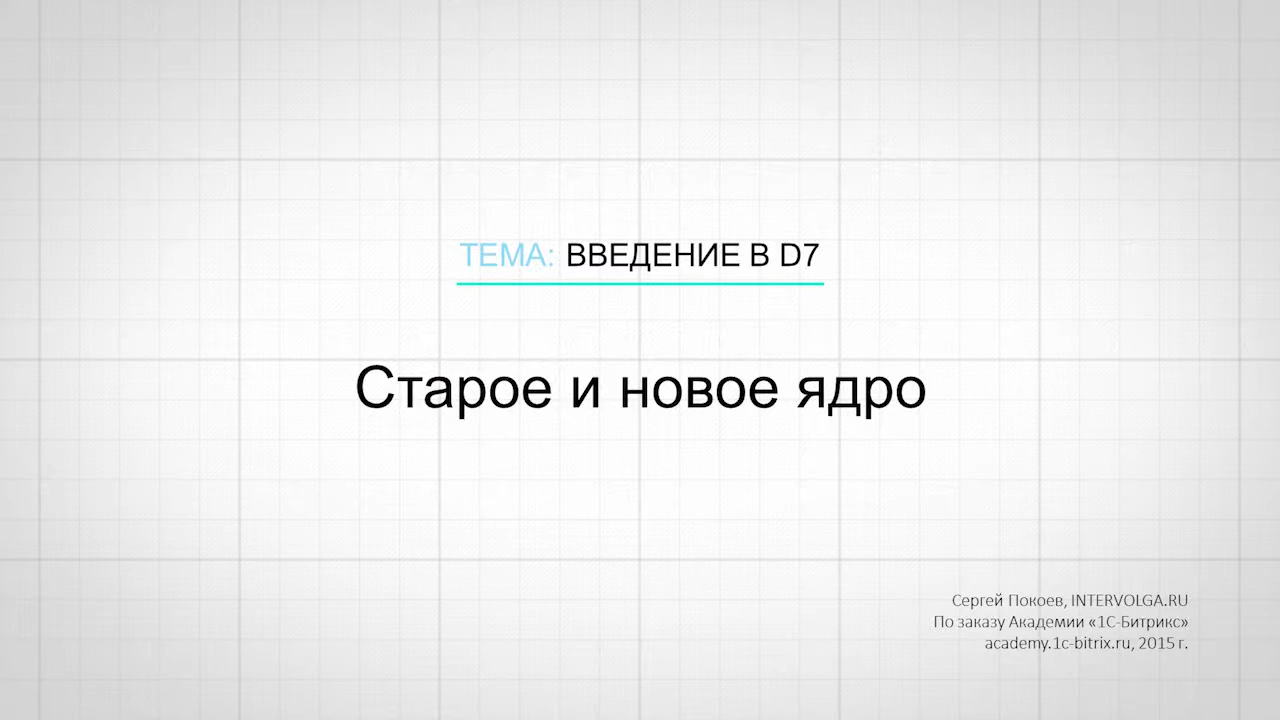 ТЕМА: ВВЕДЕНИЕ В D7
Старое и новое ядро
Сергей Покоев, INTERVOLGA.RU
По заказу Академии «1С-Битрикс»
academy.1c-bitrix.ru, 2015 г.